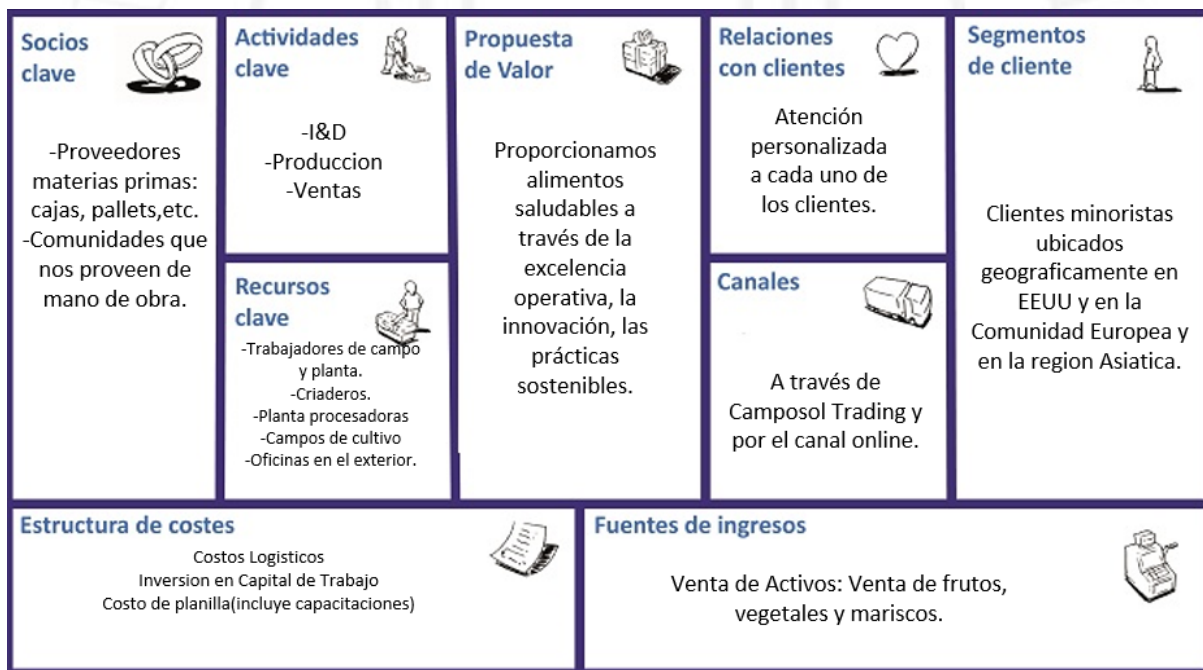 Socios
clave
-Proveedores
materias primas:
cajas, pallets,etc.
-Comunidades que
nos proveen de
mano de obra.
Actividades
clave
-I&D
-Produccion
-Ventas
Recursos
clave
-Trabajadores de campo
y planta.
-Criaderos.
-Planta procesadoras
-Campos de cultivo
-Oficinas en el exterior.
Propuesta
de Valor
Proporcionamos
alimentos
saludables a
través de la
excelencia
operativa, la
innovación, las
prácticas
sostenibles.
Relaciones
con clientes
Atención
personalizada
a cada uno de
los clientes.
Canales
A través de
Camposol Trading y
por el canal online.
Segmentos
de cliente
Clientes minoristas
ubicados
geograficamente en
EEUU y en la
Comunidad Europea y
en la region Asiatica.
Estructura de costes
Costos Logisticos
Inversion en Capital de Trabajo
Costo de planilla(incluye capacitaciones)
Fuentes de ingresos
Venta de Activos: Venta de frutos,
vegetales y mariscos.